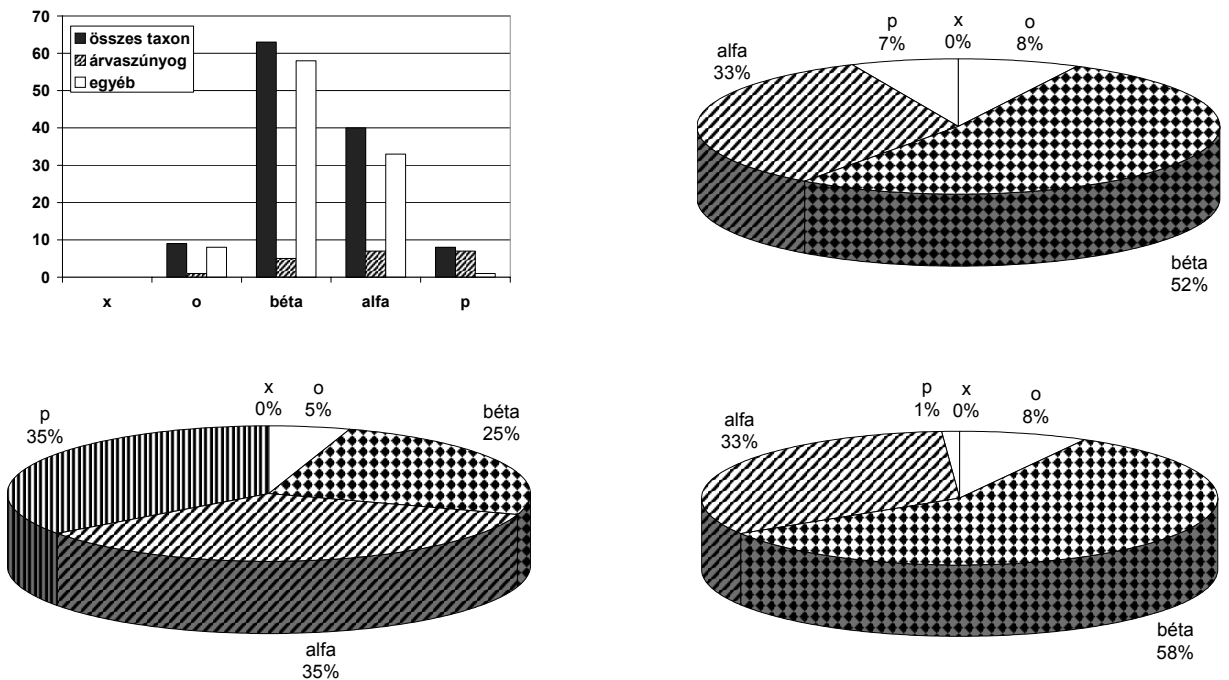 70
60
50
40
30
20
10
0
összes taxon
árvaszúnyog
egyéb
x
o
béta
alfa
p
alfa
33%
p
7%
x
0%
o
8%
béta
52%
p
35%
x
0%
o
5%
béta
25%
alfa
35%
alfa
33%
p
1%
x
0%
o
8%
béta
58%